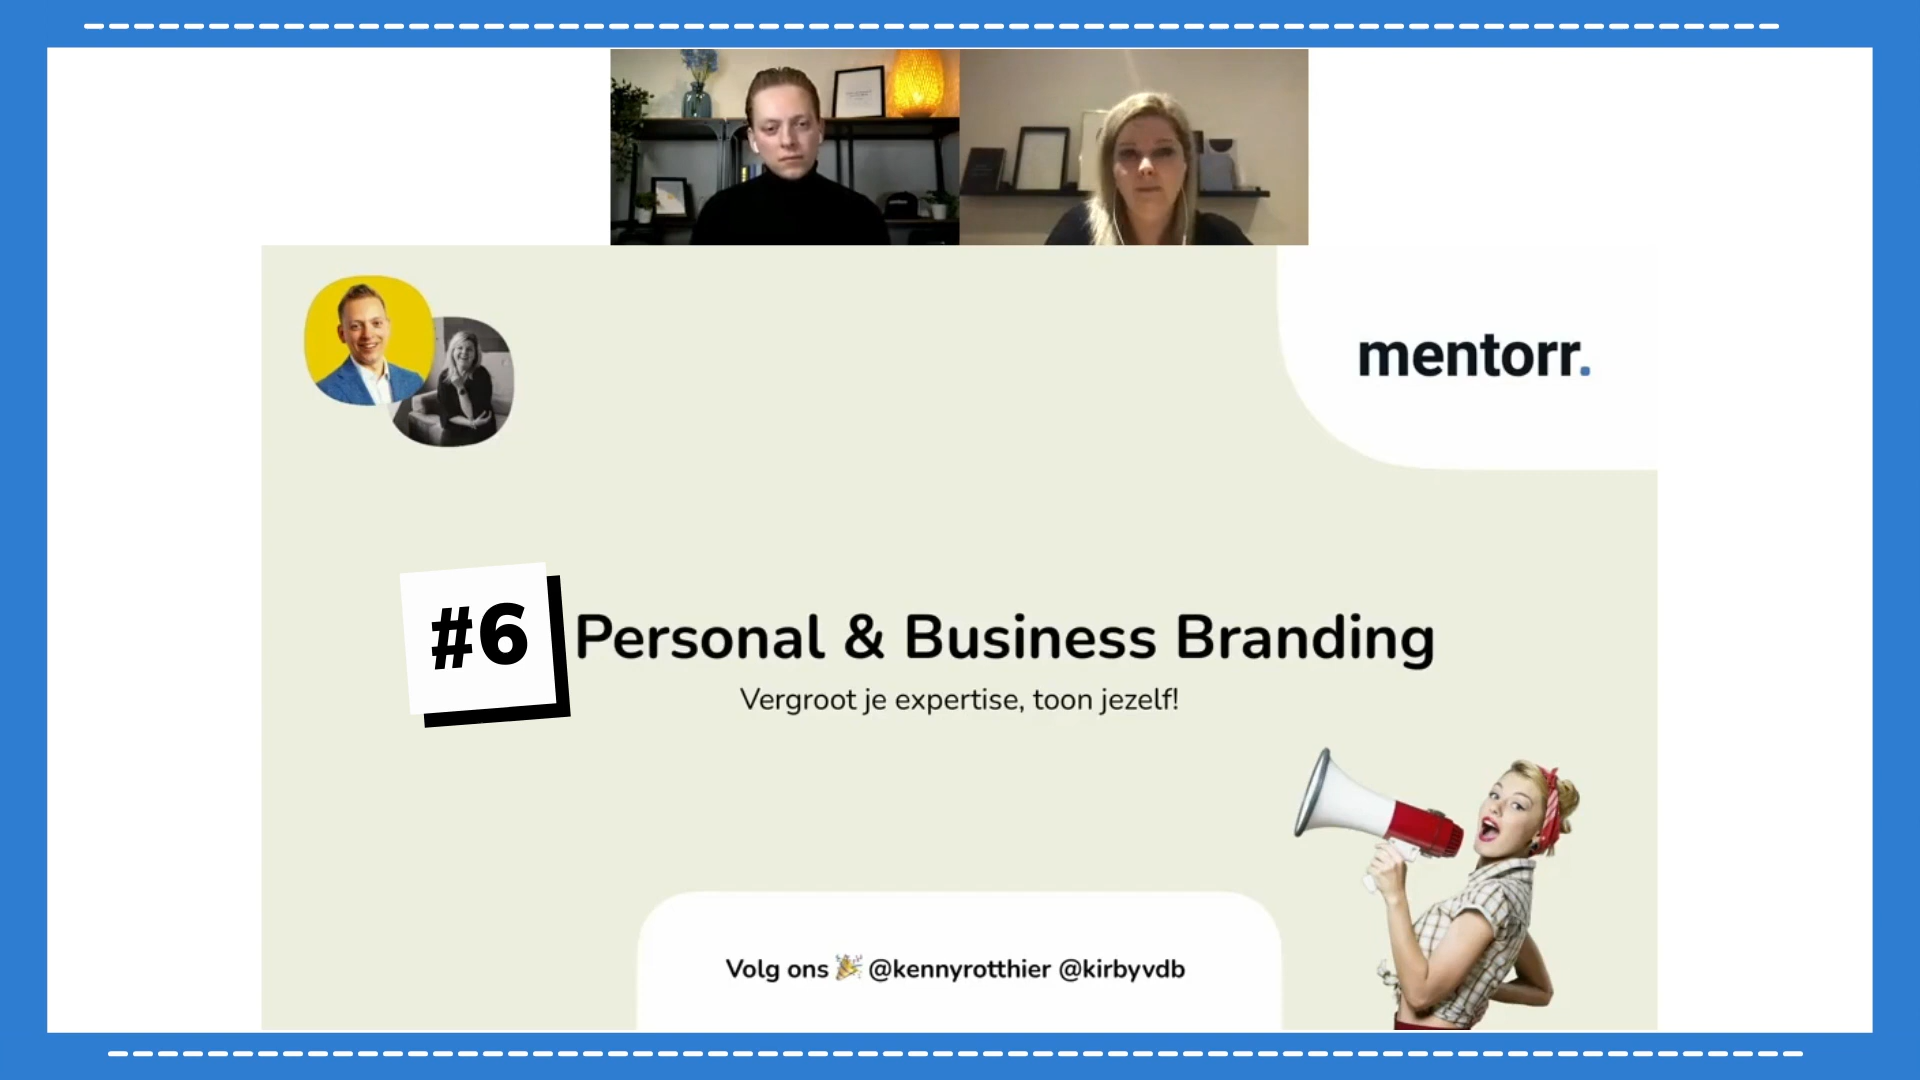 mentorr.
#6
Personal & Business Branding
Vergroot je expertise, toon jezelf!
Volg ons 🎉 @kennyrotthier @kirbyvdb